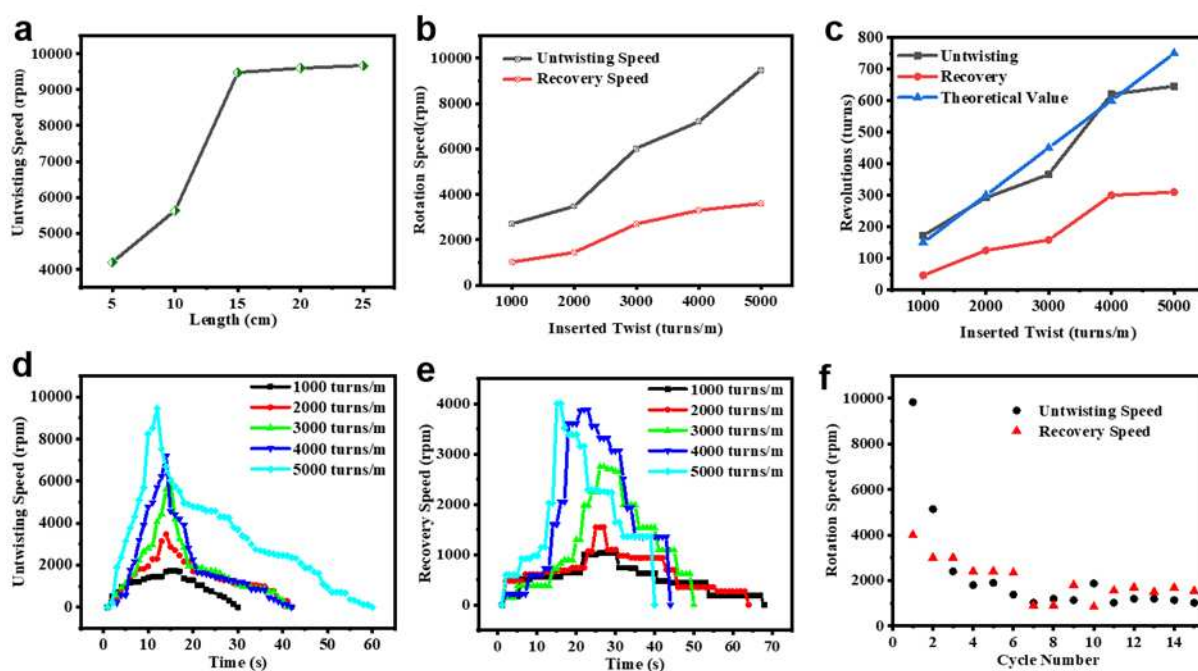 a
10000
9000
8000
7000
6000
5000
4000
5
10
15
20
25
Untwisting Speed (rpm)
Length (cm)
b
Untwisting Speed
Recovery Speed
10000
8000
6000
4000
2000
0
1000
2000
3000
4000
5000
Rotation Speed(rpm)
Inserted Twist (turns/m)
c
Untwisting
Recovery
Theoretical Value
800
700
600
500
400
300
200
100
0
1000
2000
3000
4000
5000
Revolutions (turns)
Inserted Twist (turns/m)
d
1000 turns/m
2000 turns/m
3000 turns/m
4000 turns/m
5000 turns/m
10000
8000
6000
4000
2000
0
0
10
20
30
40
50
60
Untwisting Speed (rpm)
Time (s)
e
1000 turns/m
2000 turns/m
3000 turns/m
4000 turns/m
5000 turns/m
4000
3000
2000
1000
0
0
10
20
30
40
50
60
70
Recovery Speed (rpm)
Time (s)
f
Untwisting Speed
Recovery Speed
10000
8000
6000
4000
2000
0
0
2
4
6
8
10
12
14
Rotation Speed (rpm)
Cycle Number